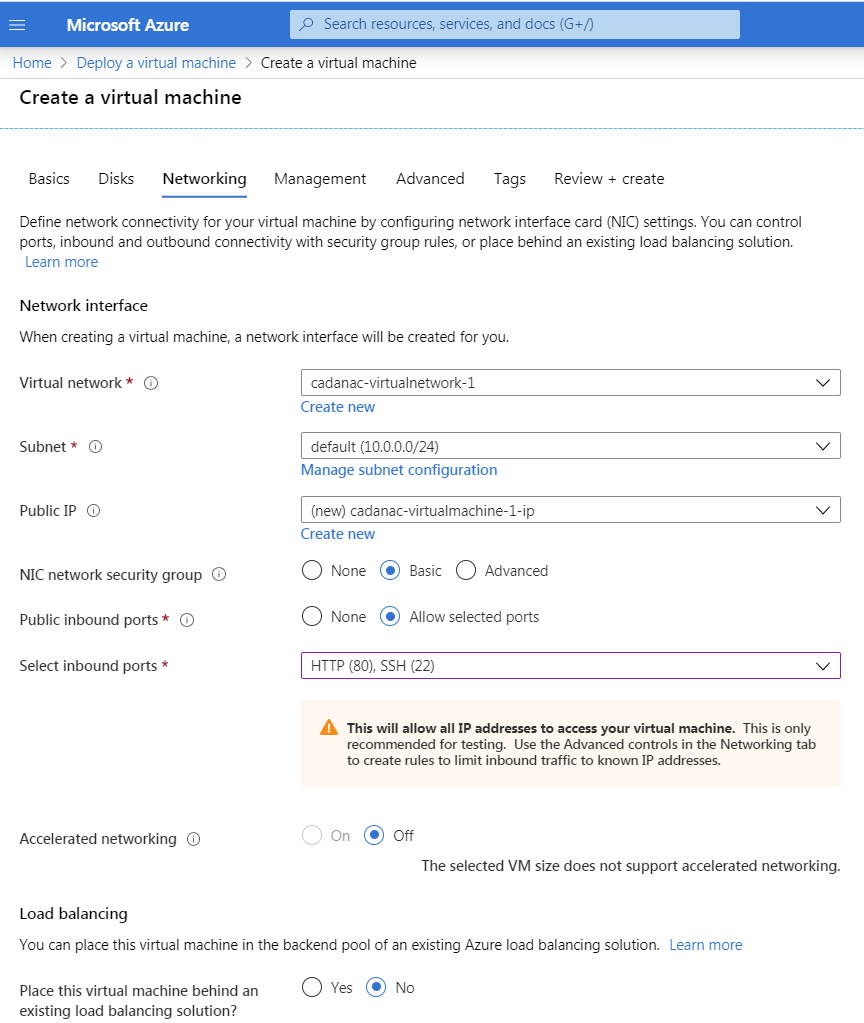 Microsoft Azure
Search resources, services, and docs (G+/)
Home > Deploy a virtual machine > Create a virtual machine
Create a virtual machine
Basics Disks Networking Management Advanced Tags Review + create
Define network connectivity for your virtual machine by configuring network interface card (NIC) settings. You can control
ports, inbound and outbound connectivity with security group rules, or place behind an existing load balancing solution.
Learn more
Network interface
When creating a virtual machine, a network interface will be created for you.
Virtual network *
cadanac-virtualnetwork-1
Create new
Subnet *
default (10.0.0.0/24)
Manage subnet configuration
Public IP
(new) cadanac-virtualmachine-1-ip
Create new
NIC network security group
None Basic Advanced
Public inbound ports *
None Allow selected ports
Select inbound ports *
HTTP (80), SSH (22)
This will allow all IP addresses to access your virtual machine. This is only
recommended for testing. Use the Advanced controls in the Networking tab
to create rules to limit inbound traffic to known IP addresses.
Accelerated networking
On Off
The selected VM size does not support accelerated networking.
Load balancing
You can place this virtual machine in the backend pool of an existing Azure load balancing solution. Learn more
Place this virtual machine behind an
existing load balancing solution?
Yes No